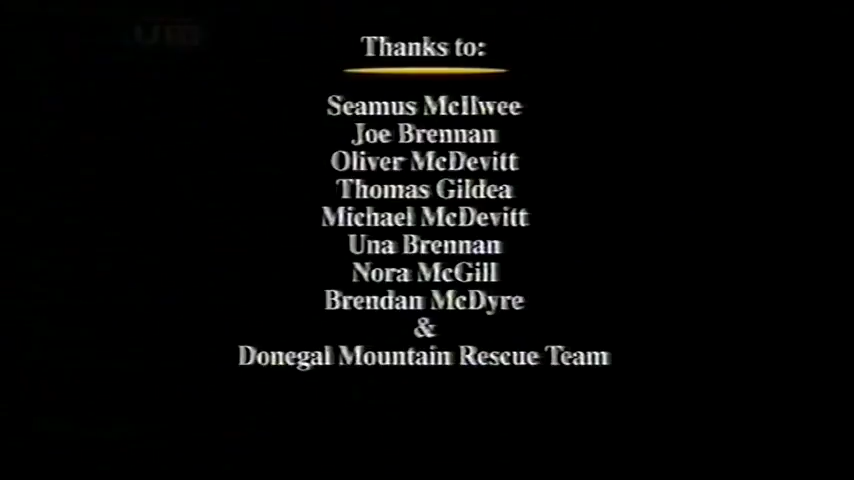 Thanks to:
Seamus McIlwee
Joe Brennan
Oliver McDevitt
Thomas Gildea
Michael McDevitt
Una Brennan
Nora McGill
Brendan McDyre
&
Donegal Mountain Rescue Team